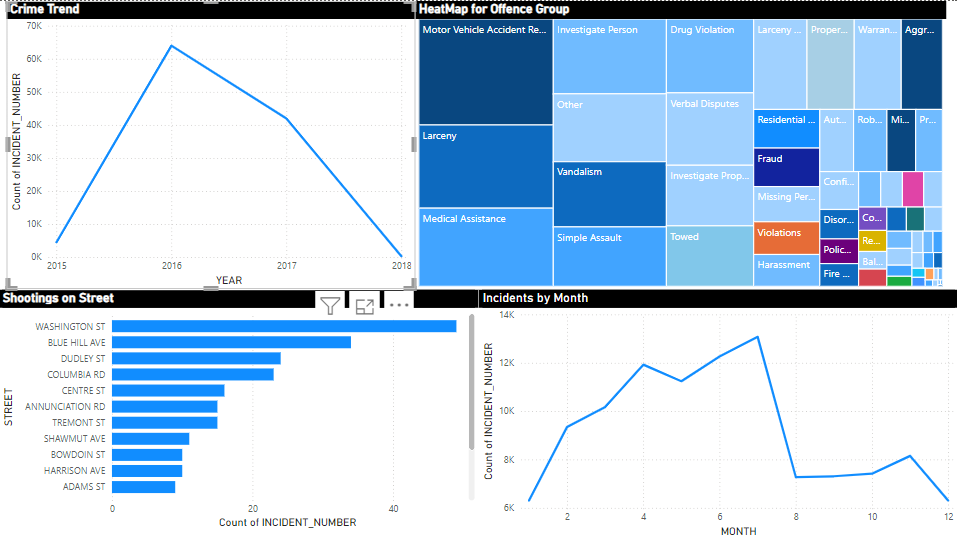 Crime Trend
70K
60K
50K
40K
30K
20K
10K
0K
Count of INCIDENT_NUMBER
2015 2016 2017 2018
YEAR
HeatMap for Offence Group
Motor Vehicle Accident Re...
Larceny
Medical Assistance
Investigate Person
Other
Vandalism
Simple Assault
Drug Violation
Verbal Disputes
Investigate Prop...
Towed
Larceny ...
Proper...
Warran...
Aggr...
Residential ...
Fraud
Missing Per...
Violations
Harassment
Aut...
Rob...
Mi...
Pr...
Confi...
Disor...
Polic...
Fire ...
Co...
Re...
Bal...
Shootings on Street
STREET
WASHINGTON ST
BLUE HILL AVE
DUDLEY ST
COLUMBIA RD
CENTRE ST
ANNUNCIATION RD
TREMONT ST
SHAWMUT AVE
BOWDOIN ST
HARRISON AVE
ADAMS ST
0 20 40
Count of INCIDENT_NUMBER
Incidents by Month
14K
12K
10K
8K
6K
Count of INCIDENT_NUMBER
2 4 6 8 10 12
MONTH